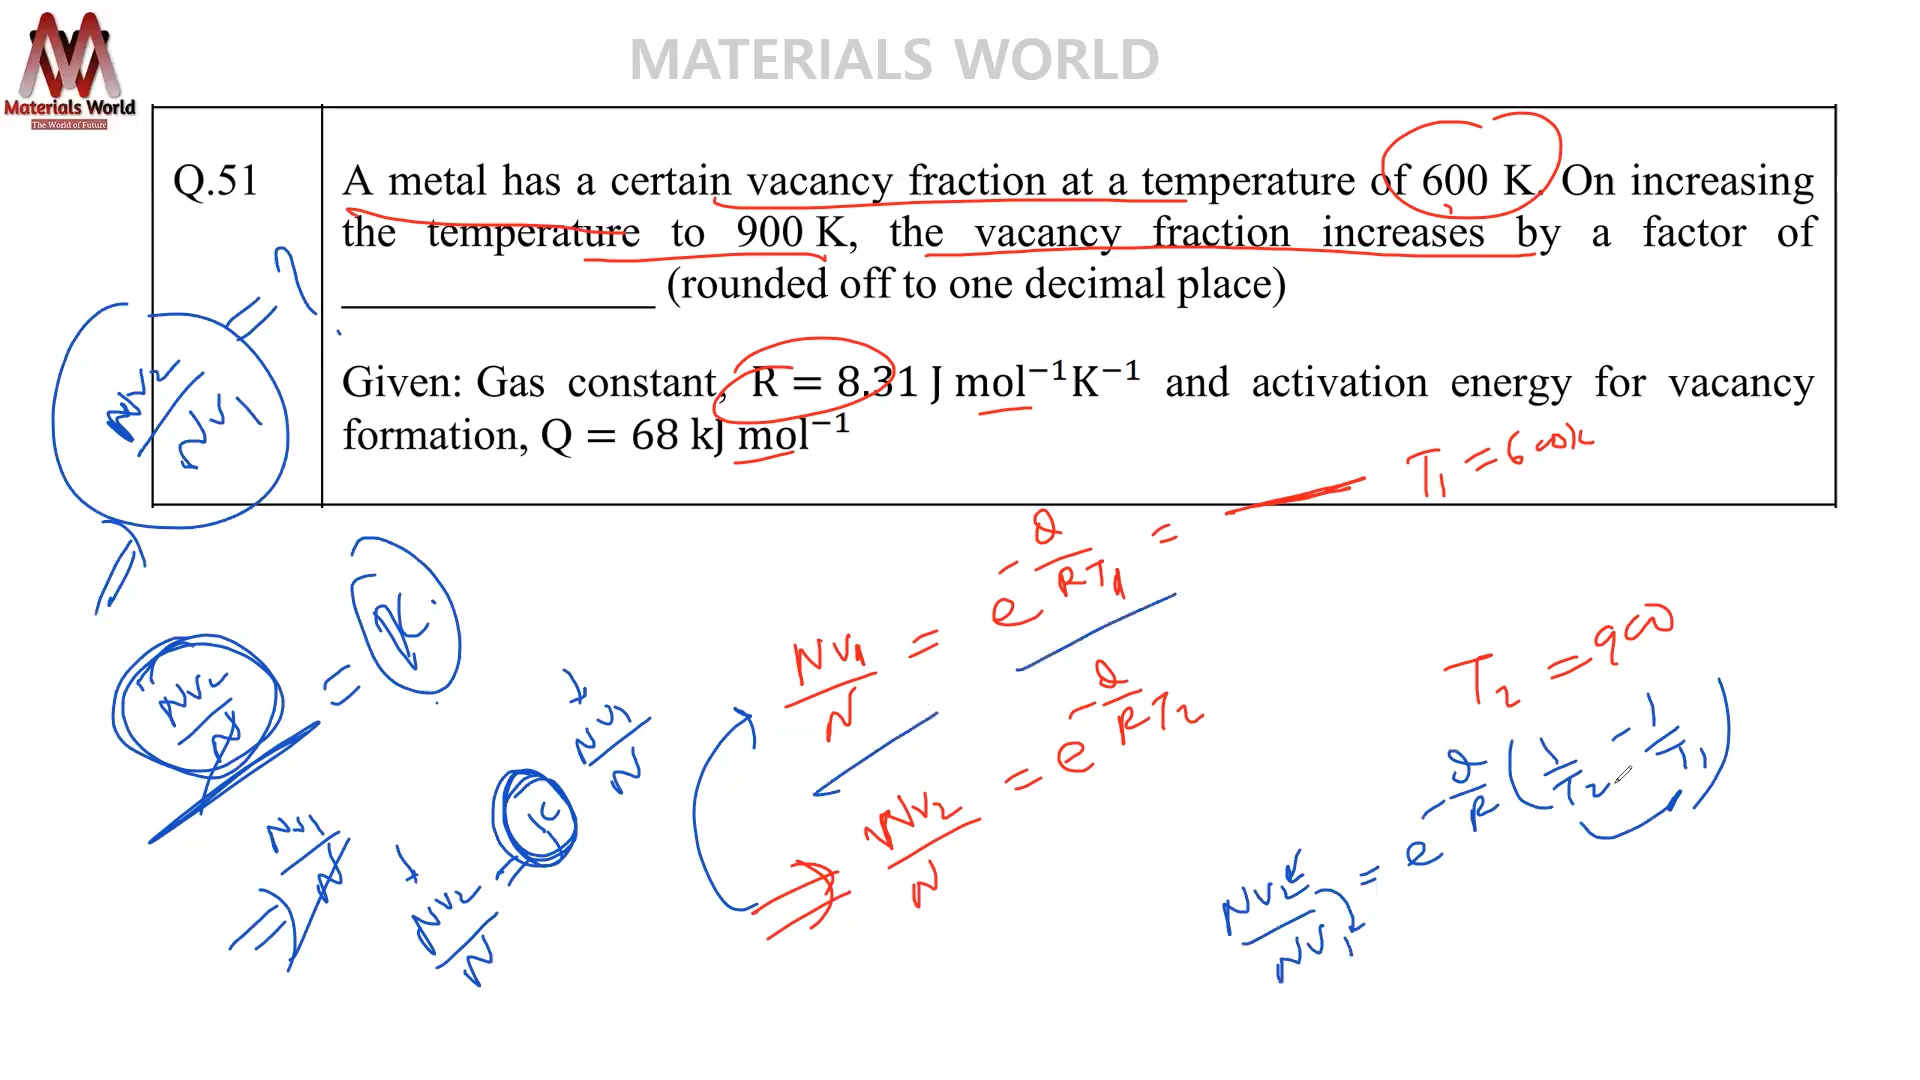 MATERIALS WORLD
Materials World
The World of Future
Q.51
A metal has a certain vacancy fraction at a temperature of 600 K. On increasing
the temperature to 900 K, the vacancy fraction increases by a factor of
____________ (rounded off to one decimal place)
Given: Gas constant, R = 8.31 J mol⁻¹K⁻¹ and activation energy for vacancy
formation, Q = 68 kJ mol⁻¹
T₁ = 600K
T₂ = 900
NV₂/NV₁ = ?
NV₁/N = e^-Q/RT₁ =
NV₂/N = e^-Q/RT₂
NV₂/N = K
NV₁/N
NV₂/N = K NV₁/N
NV₂/NV₁ = e^-Q/R (1/T₂ - 1/T₁)